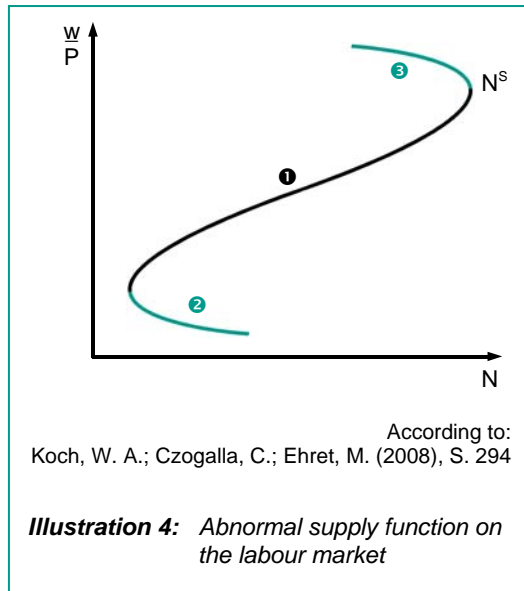 w
P
❸
Nˢ
❶
❷
N
According to:
Koch, W. A.; Czogalla, C.; Ehret, M. (2008), S. 294
Illustration 4: Abnormal supply function on
the labour market